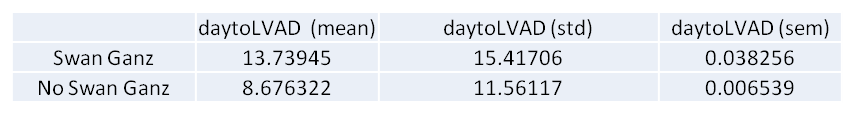 daytoLVAD (mean) daytoLVAD (std) daytoLVAD (sem)
Swan Ganz 13.73945 15.41706 0.038256
No Swan Ganz 8.676322 11.56117 0.006539